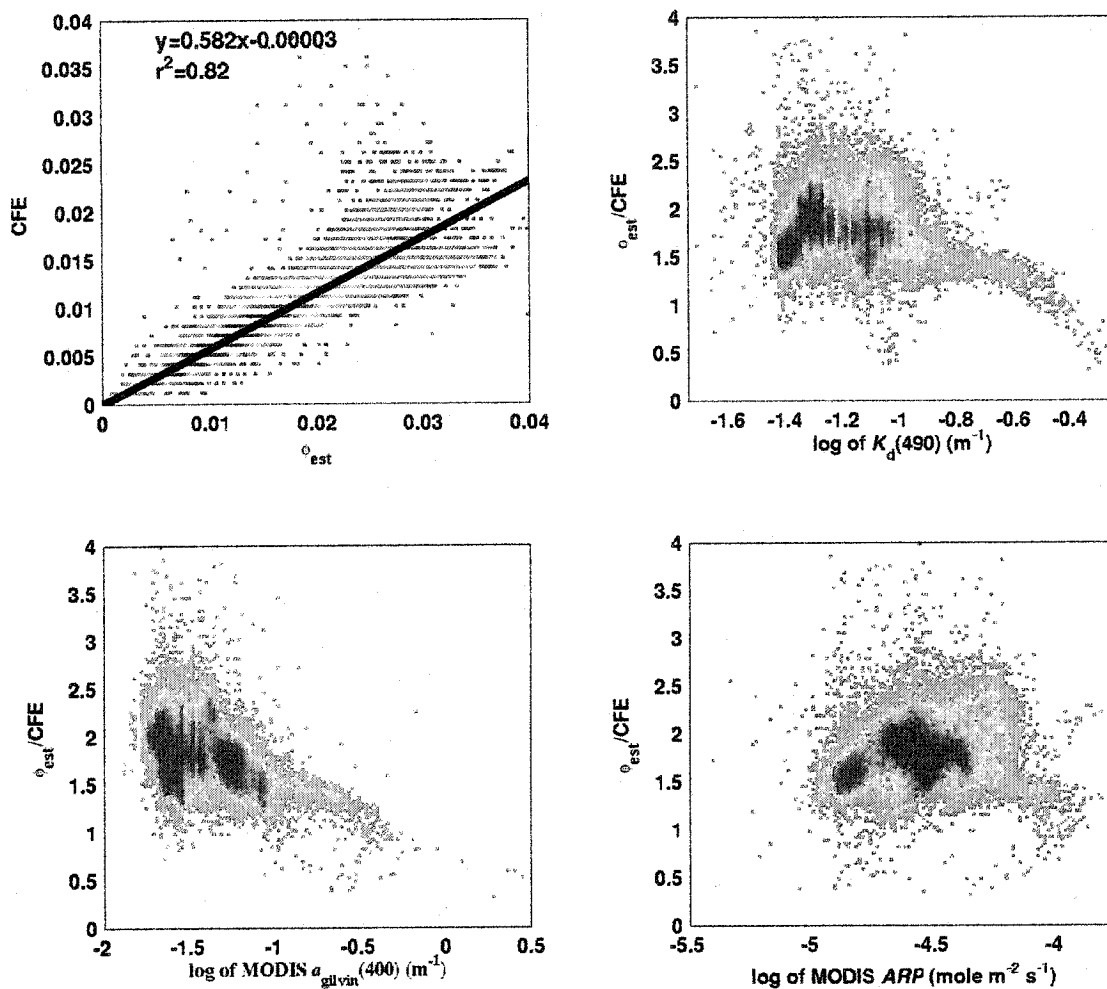 y=0.582x-0.00003
r²=0.82
0.04
0.035
0.03
0.025
0.02
0.015
0.01
0.005
0
CFE
0 0.01 0.02 0.03 0.04
ϕest
4
3.5
3
2.5
2
1.5
1
0.5
0
ϕest/CFE
-1.6 -1.4 -1.2 -1 -0.8 -0.6 -0.4 -0.2
log of Kd(490) (m⁻¹)
4
3.5
3
2.5
2
1.5
1
0.5
0
ϕest/CFE
-2 -1.5 -1 -0.5 0 0.5
log of MODIS agilvin(400) (m⁻¹)
4
3.5
3
2.5
2
1.5
1
0.5
0
ϕest/CFE
-5.5 -5 -4.5 -4
log of MODIS ARP (mole m⁻² s⁻¹)